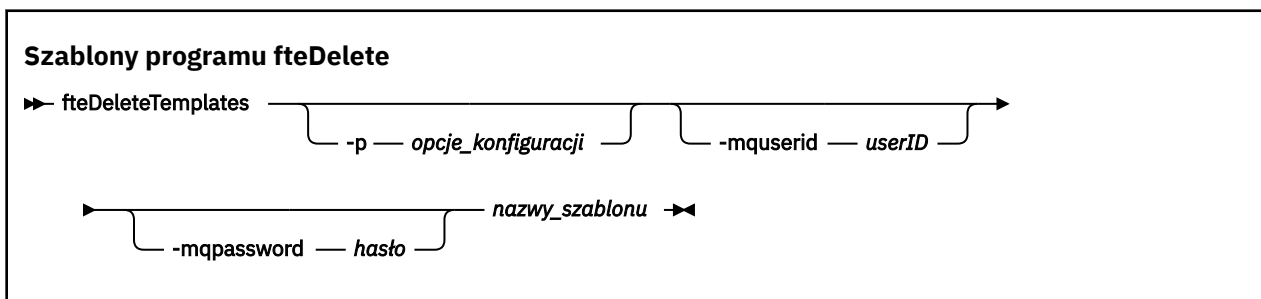 Szablony programu fteDelete
fteDeleteTemplates
-p opcje_konfiguracji -mquserid userID
nazwy_szablonu
-mqpassword hasło